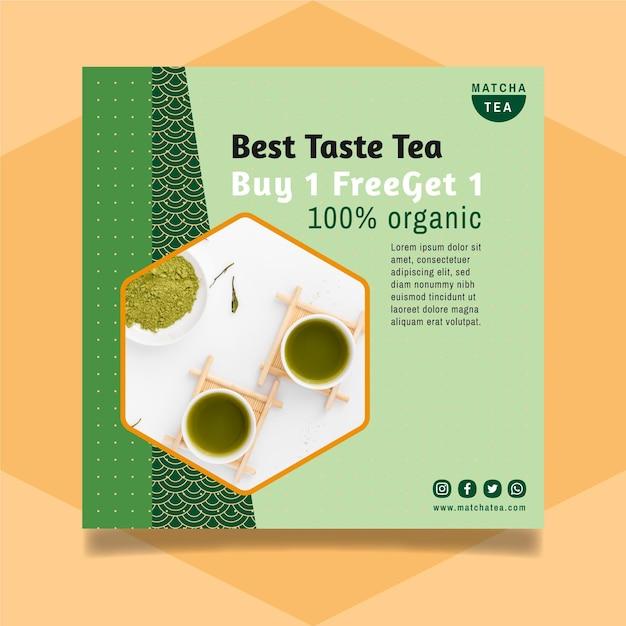 MATCHA
TEA
Best Taste Tea
Buy 1 FreeGet 1
100% organic
Lorem ipsum dolor
sit amet, consectetuer
adipiscing elit, sed
diam nonummy nibh
euismod tincidunt ut
laoreet dolore magna
aliquam erat volutpat.
www.matchatea.com